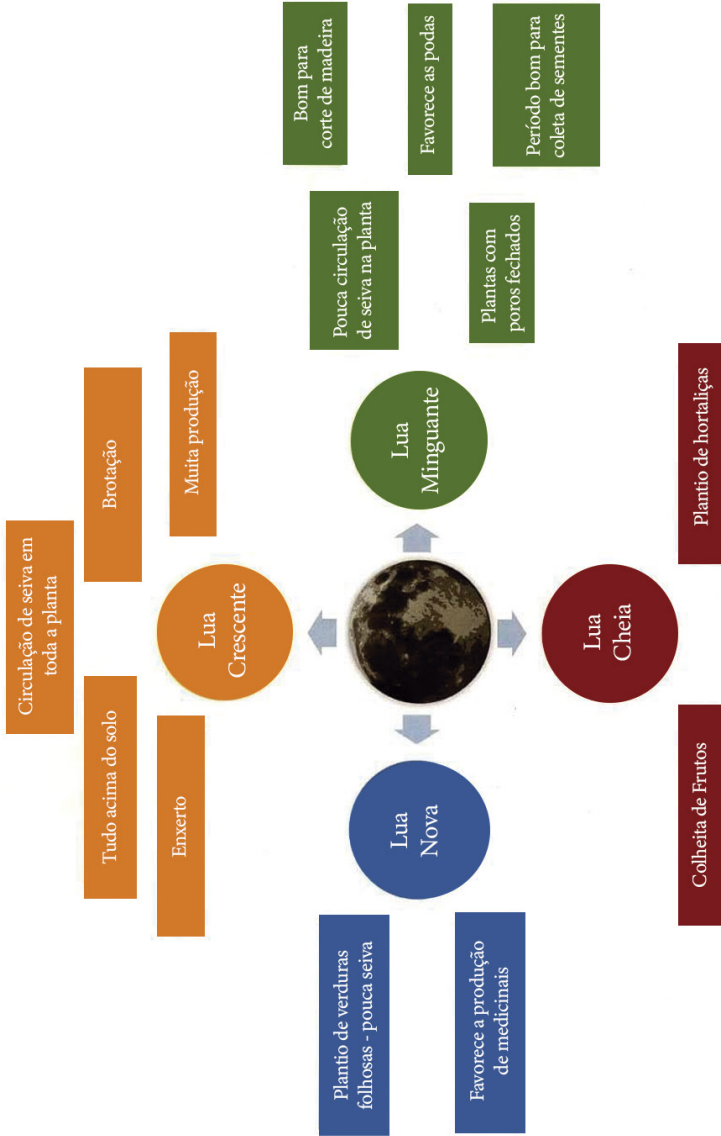 Circulação de seiva em
toda a planta
Tudo acima do solo
Brotação
Enxerto
Muita produção
Lua
Crescente
Plantio de verduras
folhosas - pouca seiva
Favorece a produção
de medicinais
Lua
Nova
Lua
Minguante
Pouca circulação
de seiva na planta
Plantas com
poros fechados
Bom para
corte de madeira
Favorece as podas
Período bom para
coleta de sementes
Lua
Cheia
Colheita de Frutos
Plantio de hortaliças